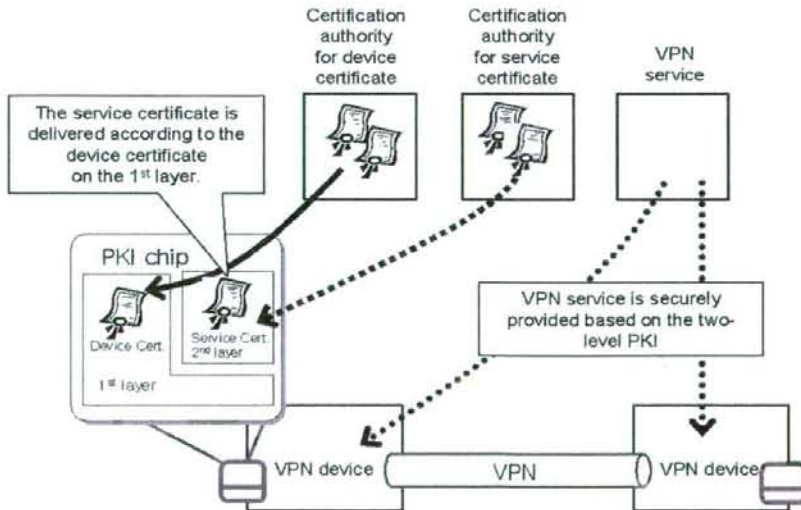 Certification
authority
for device
certificate
Certification
authority
for service
certificate
VPN
service
The service certificate is
delivered according to the
device certificate
on the 1st layer.
PKI chip
Device Cert.
Service Cert.
2nd layer
1st layer
VPN service is securely
provided based on the two-
level PKI
VPN device
VPN
VPN device